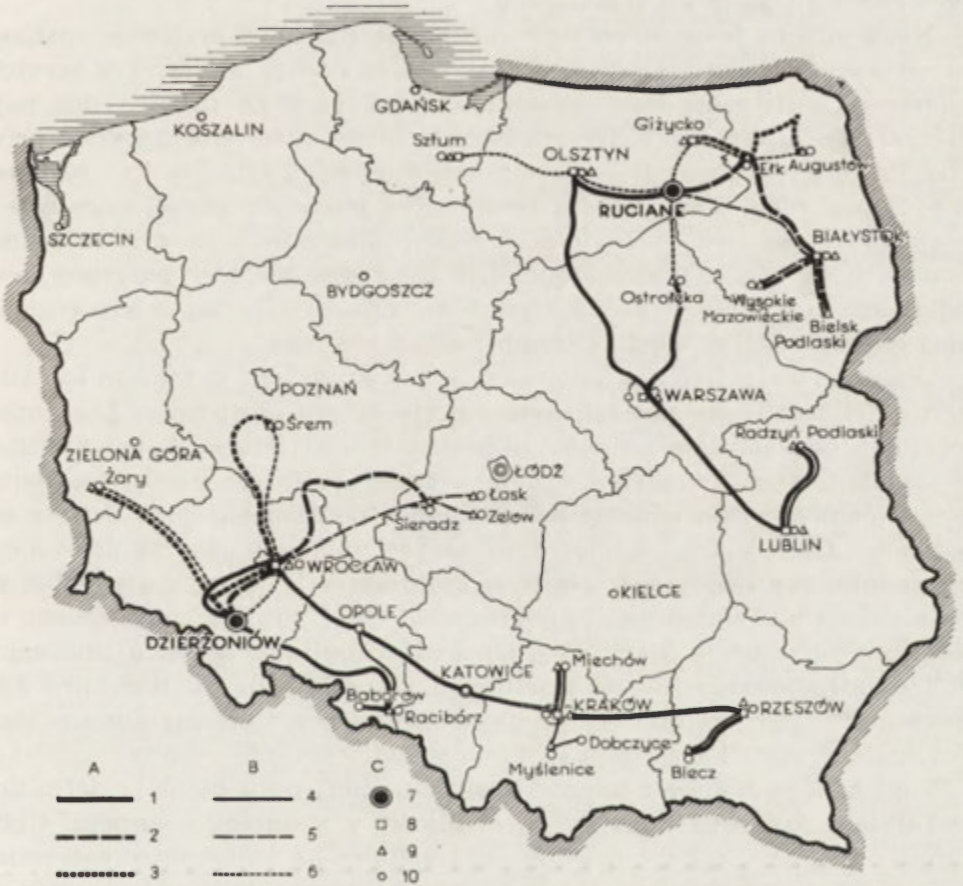 GDAŃSK
KOSZALIN
Sztum
Giżycko
OLSZTYN
Ełk
Augustów
RUCIANE
SZCZECIN
BIAŁYSTOK
BYDGOSZCZ
Ostrołęka
Wysokie
Mazowieckie
Bielsk
Podlaski
POZNAŃ
WARSZAWA
Śrem
Radzyń Podlaski
ZIELONA GÓRA
Żary
ŁÓDŹ
Łask
Sieradz
Zelów
LUBLIN
WROCŁAW
KIELCE
OPOLE
DZIERŻONIÓW
KATOWICE
Miechów
Baborów
KRAKÓW
RZESZÓW
Racibórz
Dobczyce
Myślenice
Biecz
A B C
1 4 7
8
2 5 9
3 6 10